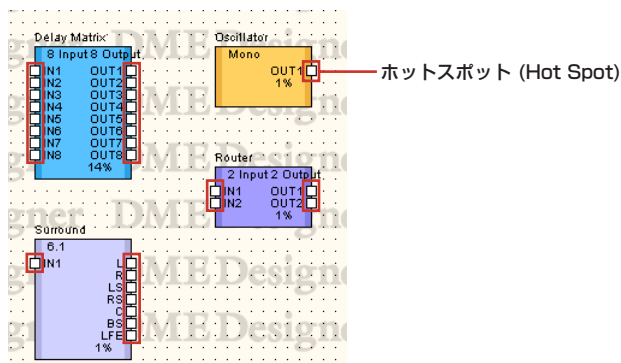 Delay Matrix
8 Input 8 Output
IN1 OUT1
IN2 OUT2
IN3 OUT3
IN4 OUT4
IN5 OUT5
IN6 OUT6
IN7 OUT7
IN8 OUT8
14%
Oscillator
Mono
OUT1
1%
ホットスポット (Hot Spot)
Router
2 Input 2 Output
IN1 OUT1
IN2 OUT2
1%
Surround
6.1
IN1 L
R
LS
RS
C
BS
LFE
1%
DME Designer